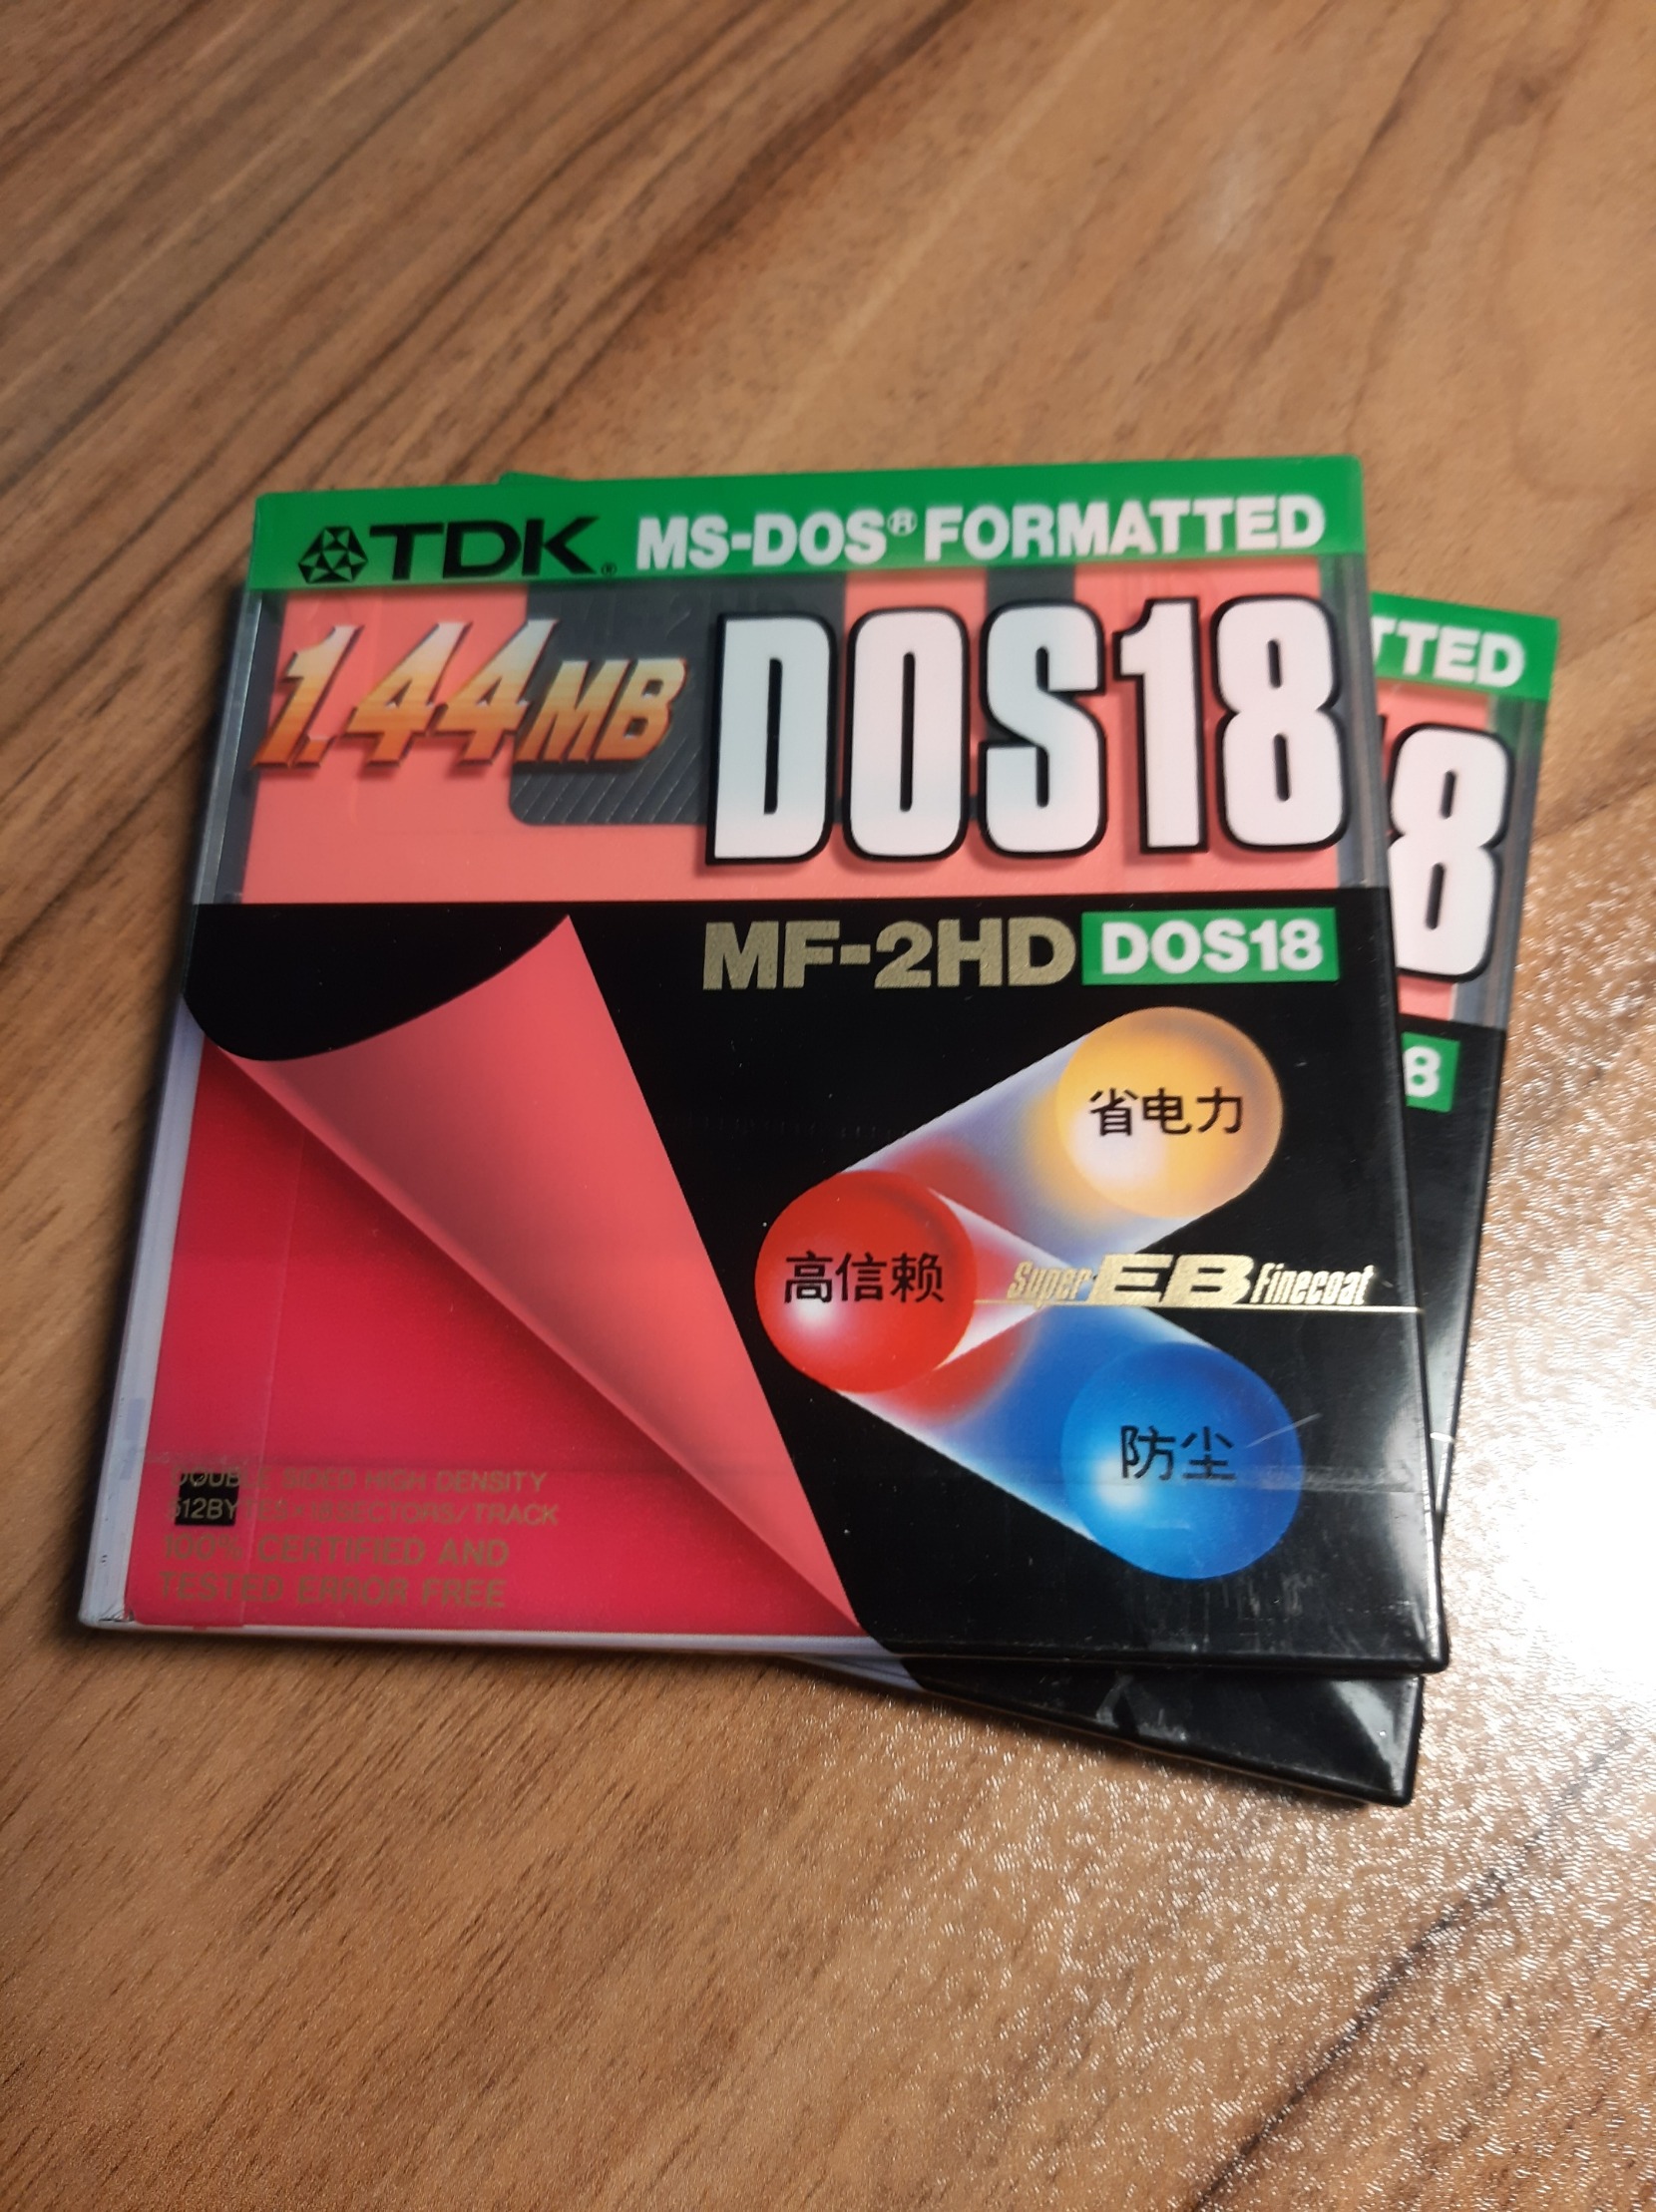 TDK® MS-DOS® FORMATTED
1.44MB DOS18
MF-2HD DOS18
省电力
高信赖
Super EB Finecoat
防尘
DOUBLE SIDED HIGH DENSITY
512BYTES•18SECTORS/TRACK
100% CERTIFIED AND
TESTED ERROR FREE
TTED
8
8